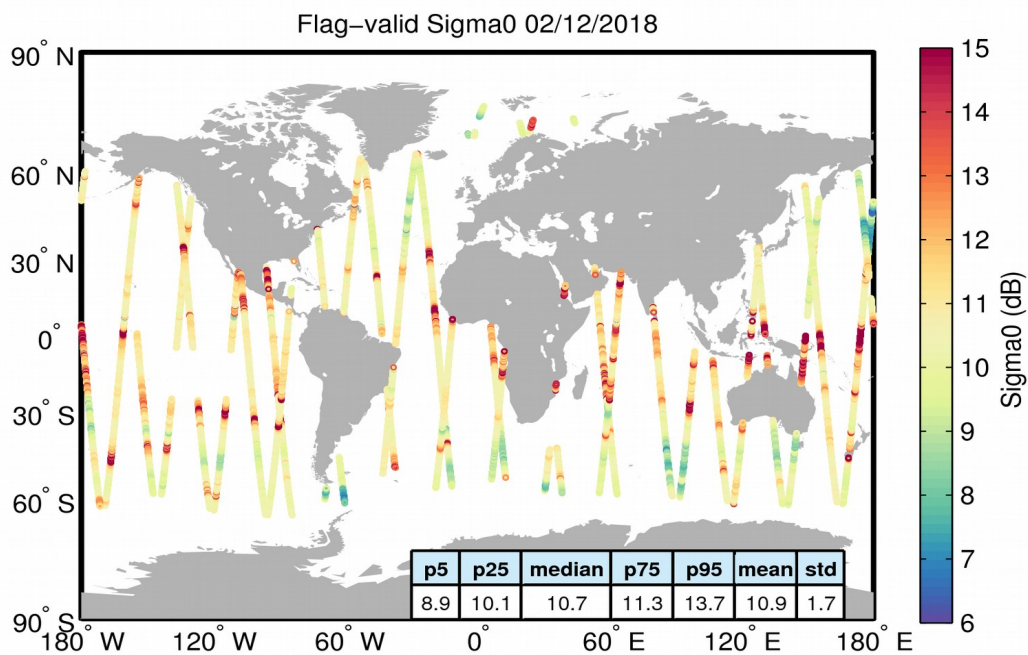 Flag−valid Sigma0 02/12/2018
90° N
60° N
30° N
0°
30° S
60° S
90° S
180° W
120° W
60° W
0°
60° E
120° E
180° E
15
14
13
12
11
10
9
8
7
6
Sigma0 (dB)
p5 p25 median p75 p95 mean std
8.9 10.1 10.7 11.3 13.7 10.9 1.7